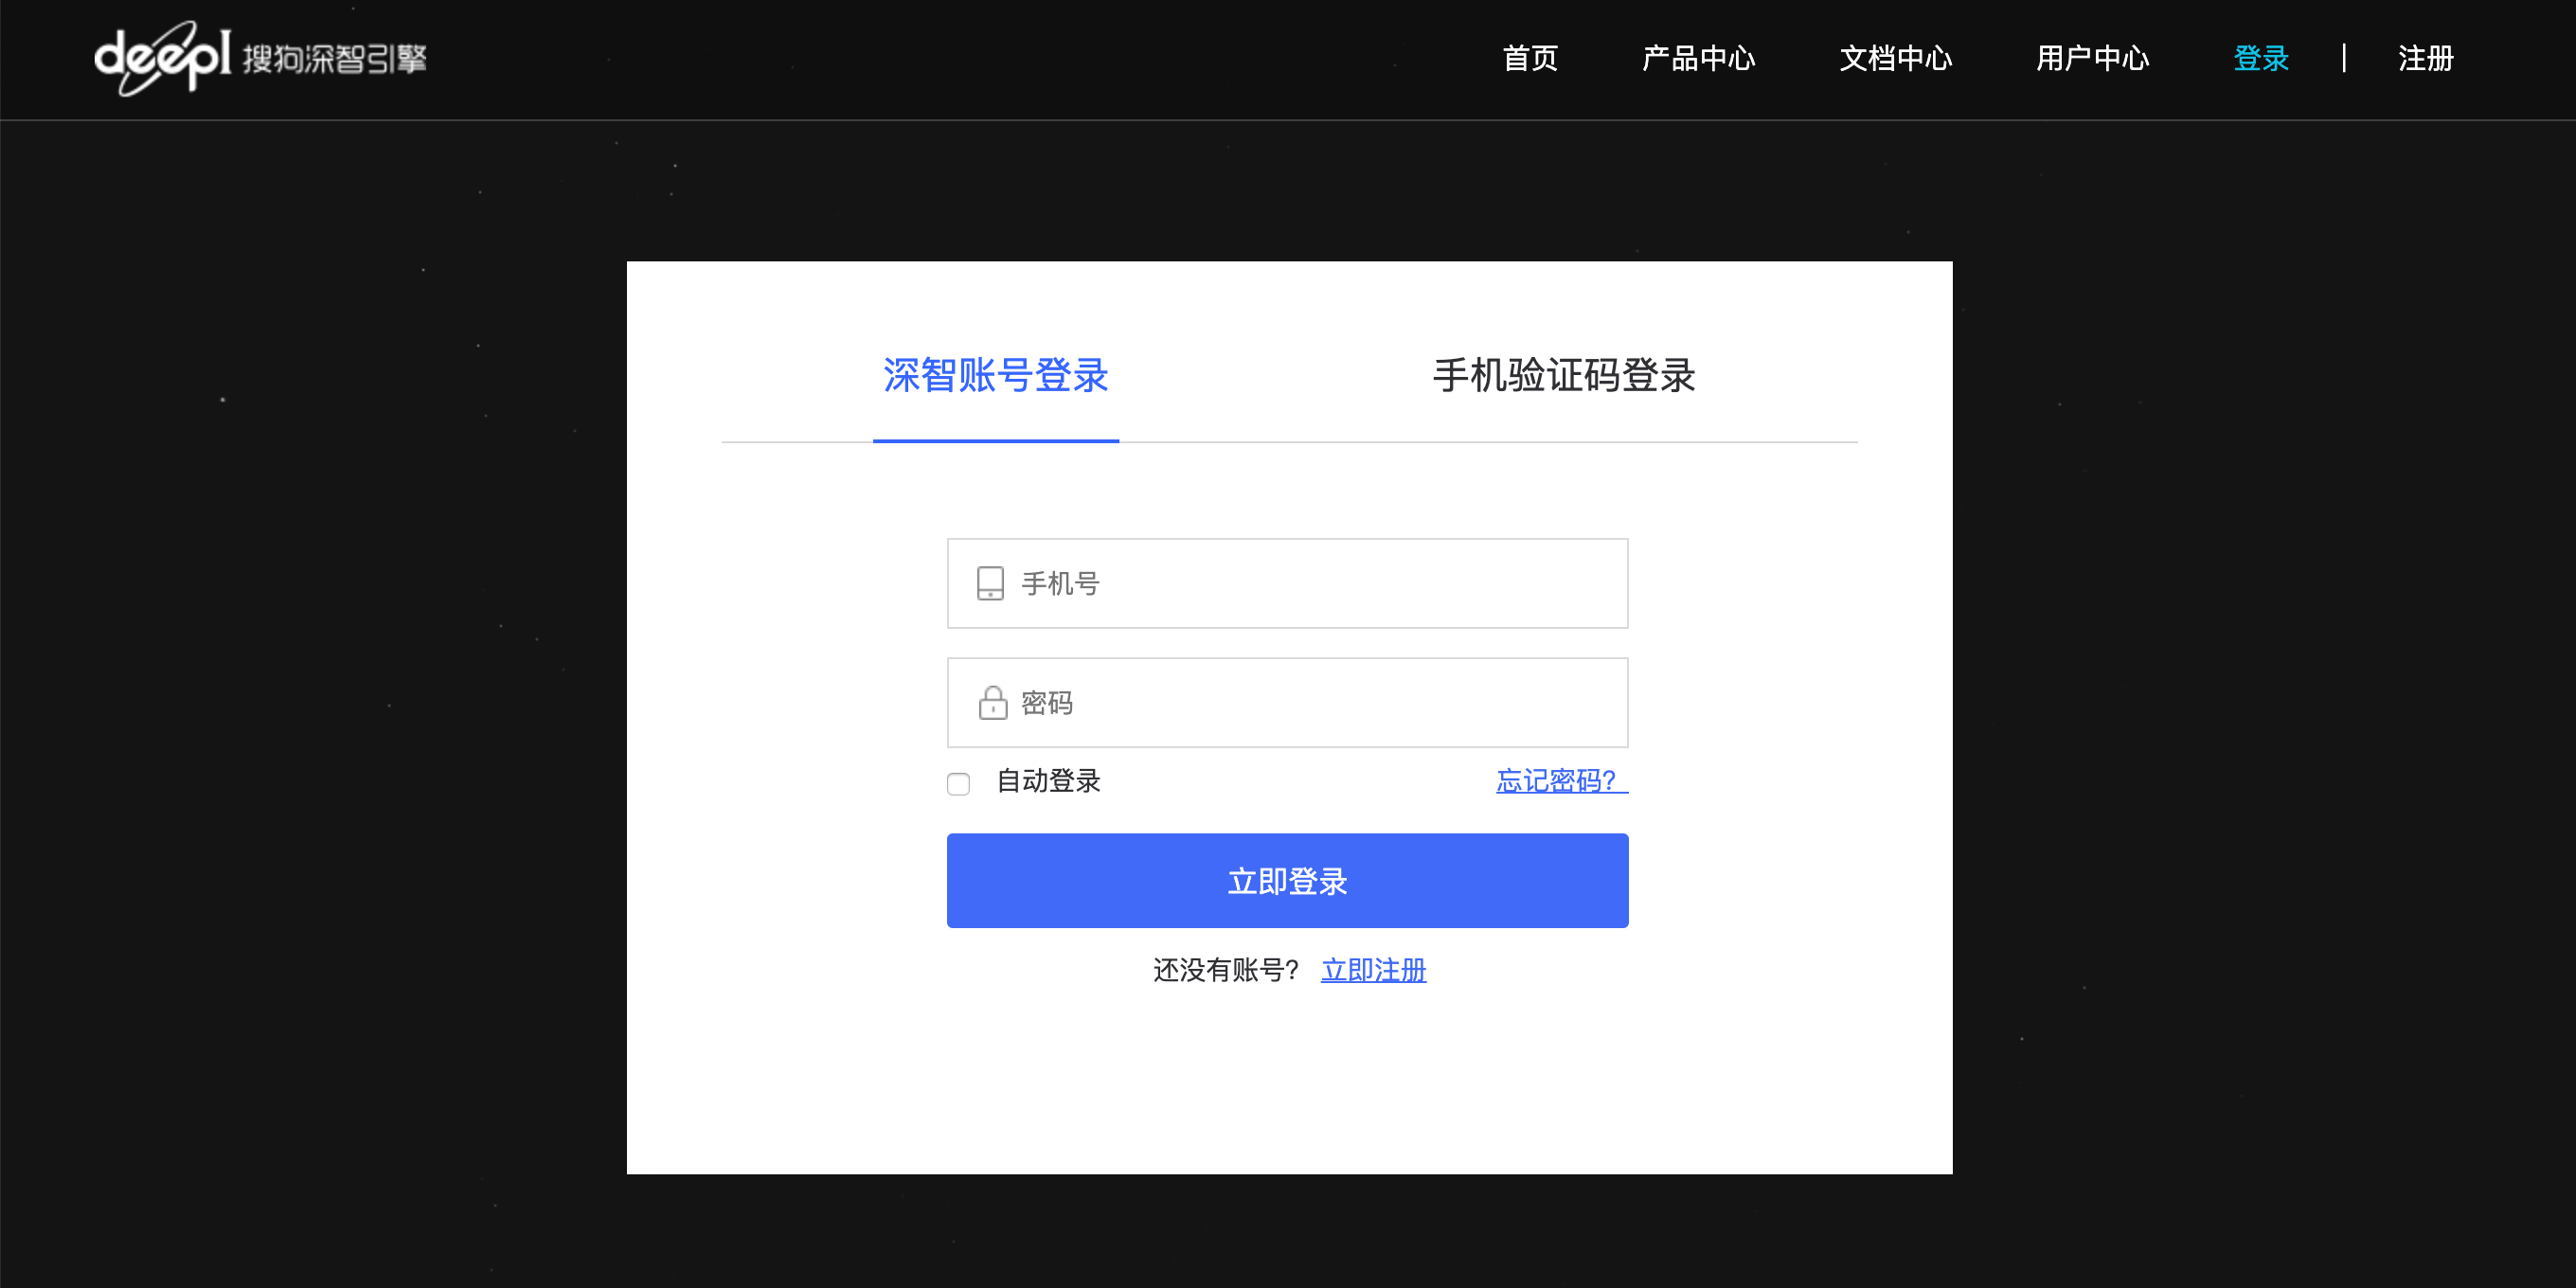 deepI 搜狗深智引擎 首页 产品中心 文档中心 用户中心 登录 | 注册
深智账号登录 手机验证码登录
手机号
密码
自动登录 忘记密码?
立即登录
还没有账号? 立即注册